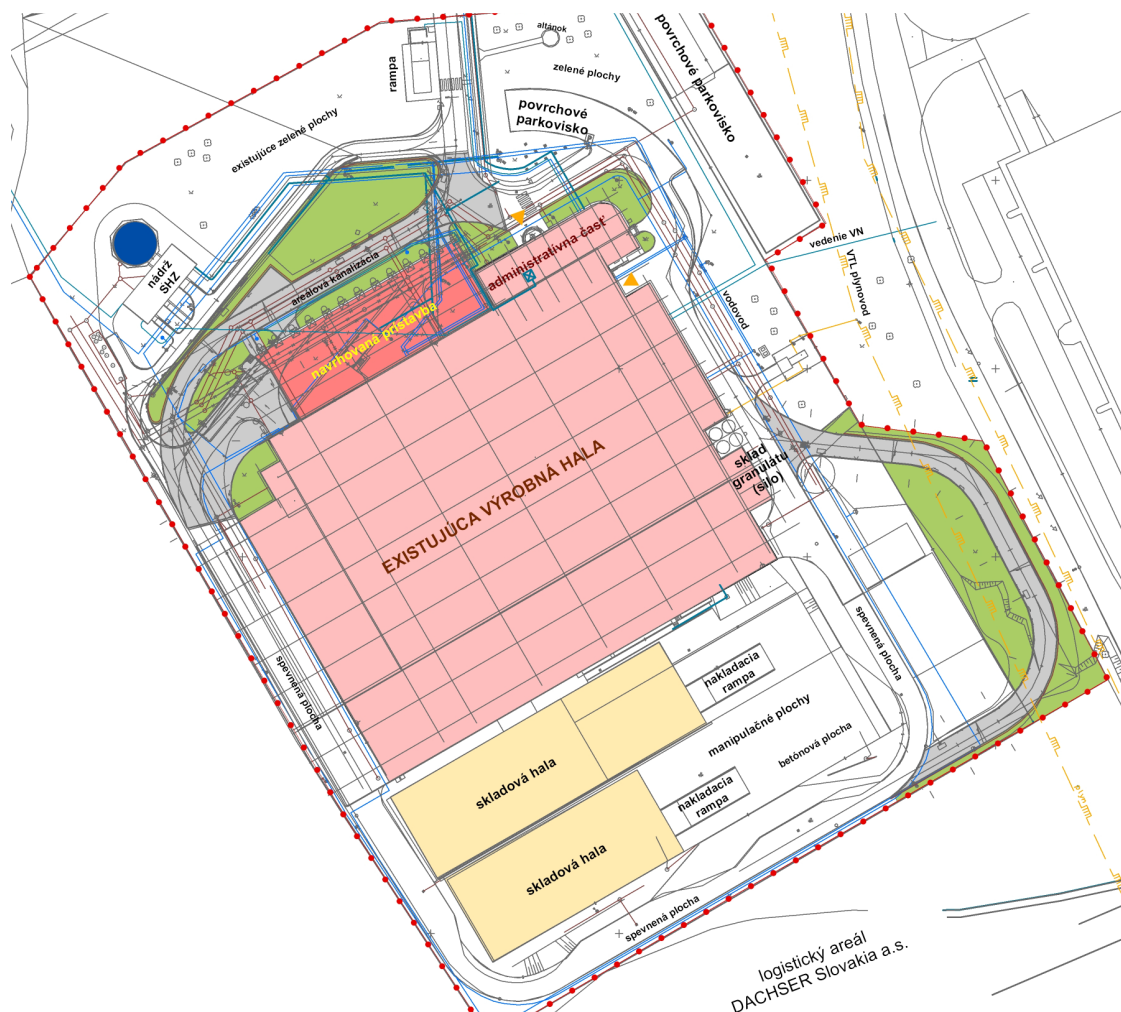 altánok
povrchové parkovisko
rampa
zelené plochy
povrchové
parkovisko
existujúce zelené plochy
P
administratívna časť
vedenie VN
VTL plynovod
nádrž
SHZ
areálová kanalizácia
vodovod
navrhovaná prístavba
sklad
granulátu
(silo)
EXISTUJÚCA VÝROBNÁ HALA
spevnená plocha
spevnená plocha
nakladacia
rampa
manipulačné plochy
betónová plocha
skladová hala
nakladacia
rampa
skladová hala
spevnená plocha
logistický areál
DACHSER Slovakia a.s.